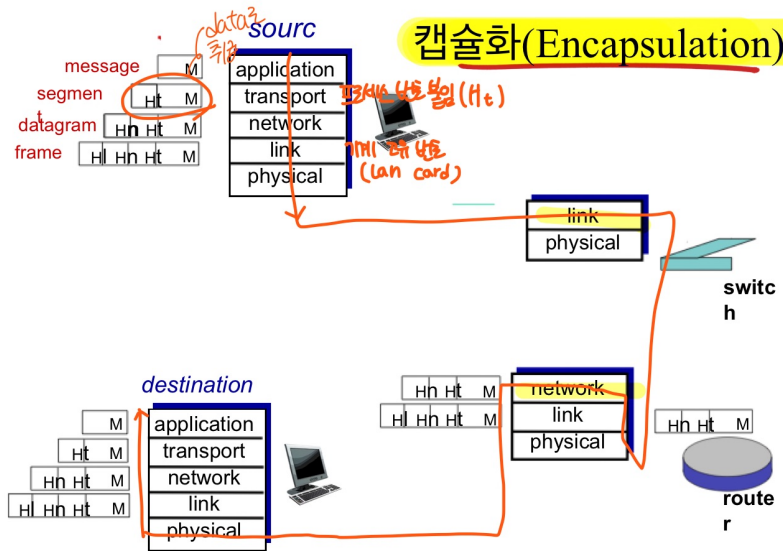 캡슐화(Encapsulation)
data로
취급
sourc
message
M
application
segmen
t
Ht M
transport
프로세스 번호 붙임(Ht)
datagram
Hn Ht M
network
frame
Hl Hn Ht M
link
기계 고유 번호
(lan card)
physical
link
physical
switc
h
destination
M
application
Ht M
transport
Hn Ht M
network
Hl Hn Ht M
link
physical
Hn Ht M
network
Hl Hn Ht M
link
physical
Hn Ht M
route
r